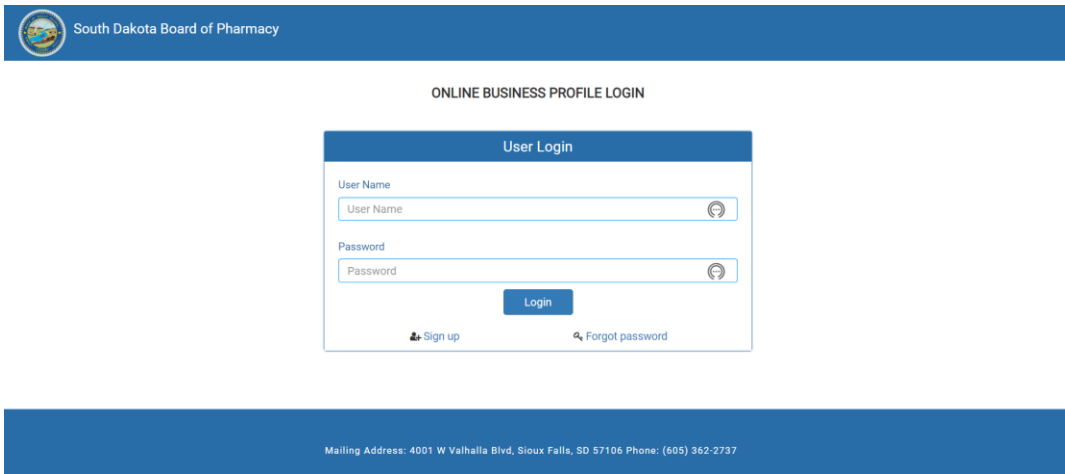 South Dakota Board of Pharmacy
ONLINE BUSINESS PROFILE LOGIN
User Login
User Name
User Name
Password
Password
Login
Sign up Forgot password
Mailing Address: 4001 W Valhalla Blvd, Sioux Falls, SD 57106 Phone: (605) 362-2737